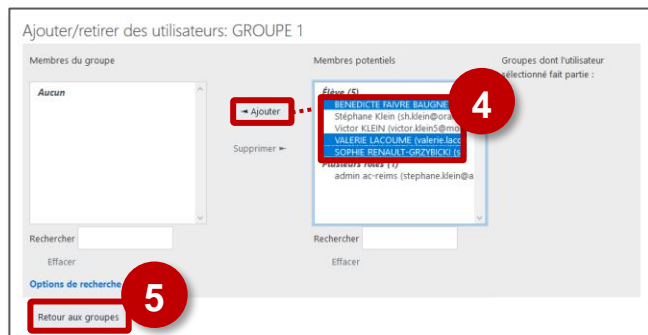 Ajouter/retirer des utilisateurs: GROUPE 1
Membres du groupe
Aucun
Rechercher
Effacer
Options de recherche
Retour aux groupes
5
Ajouter
Supprimer
Membres potentiels
Élève (5)
BENEDICTE FAIVRE BAUGNE
Stéphane Klein (sh.klein@ora
Victor KLEIN (victor.klein5@mo
VALERIE LACOUME (valerie.laco
SOPHIE RENAULT-GRZYBICKI (s
Plusieurs rôles (1)
admin ac-reims (stephane.klein@a
4
Rechercher
Effacer
Groupes dont l'utilisateur
sélectionné fait partie :